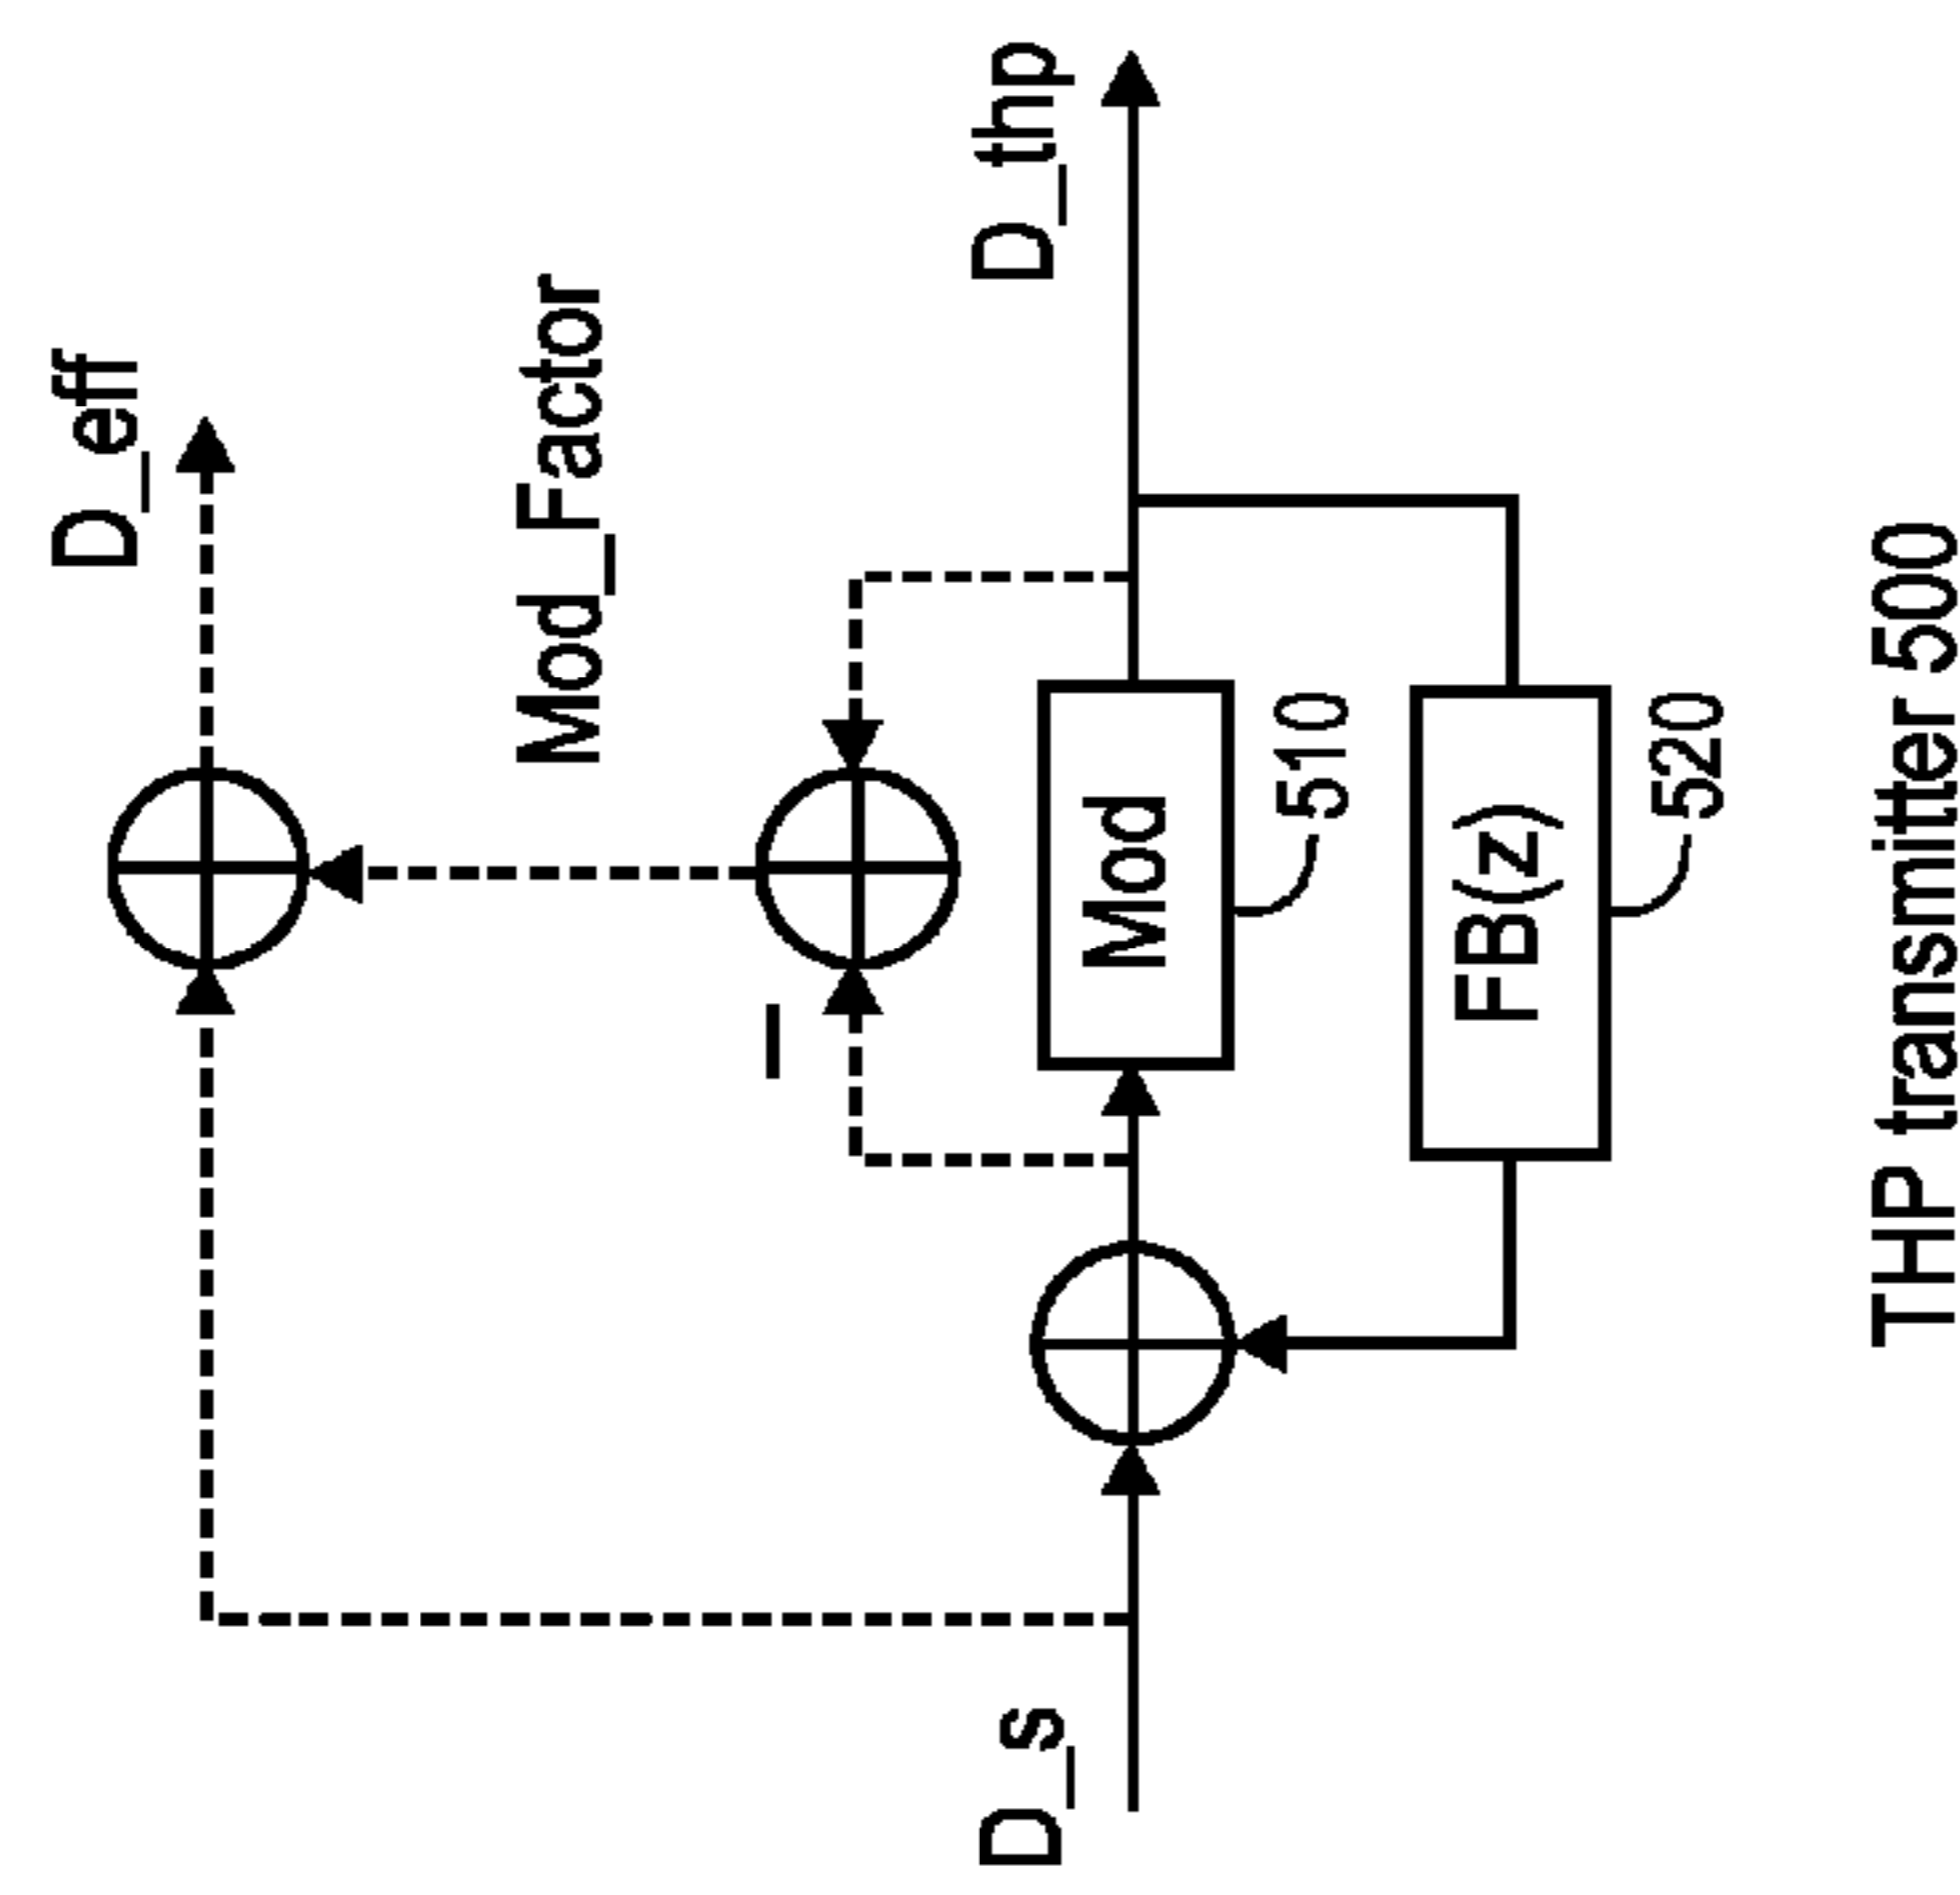 D_eff
Mod_Factor
D_s
D_thp
–
Mod
510
FB(z)
520
THP transmitter 500